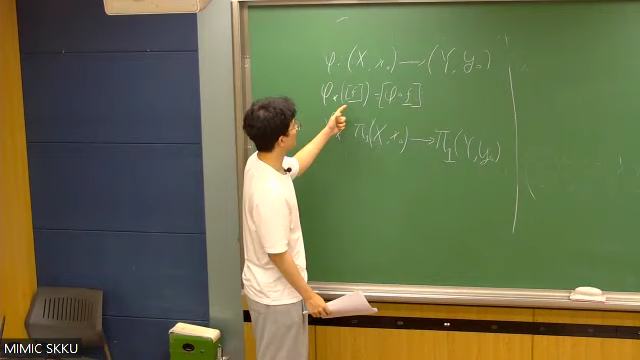 φ: (X, x₀) → (Y, y₀)
φ*([f]) = [φ∘f]
π₁(X, x₀) → π₁(Y, y₀)
MIMIC SKKU